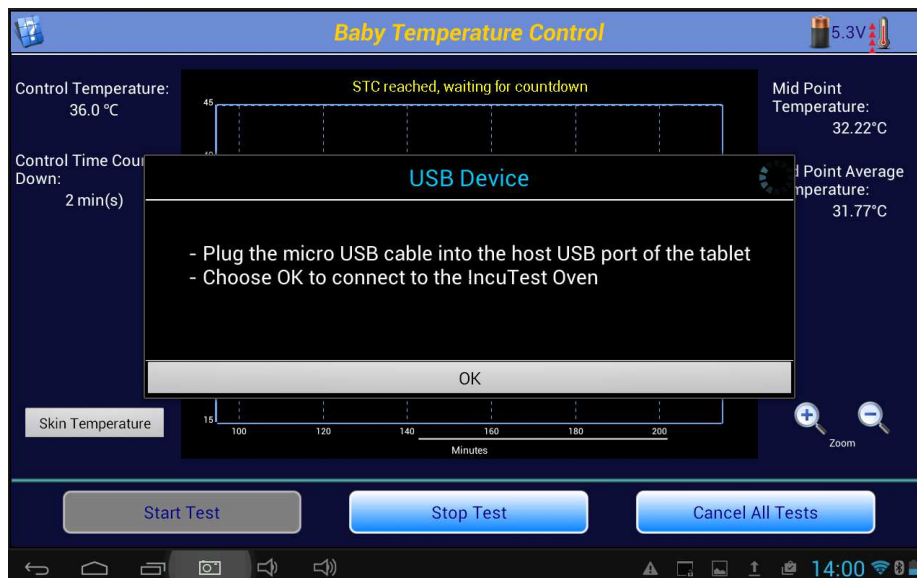 Baby Temperature Control
5.3V
Control Temperature:
36.0 °C
Control Time Coun
Down:
2 min(s)
STC reached, waiting for countdown
45
Mid Point
Temperature:
32.22°C
d Point Average
mperature:
31.77°C
USB Device
- Plug the micro USB cable into the host USB port of the tablet
- Choose OK to connect to the IncuTest Oven
OK
Skin Temperature
15
100 120 140 160 180 200
Minutes
Zoom
Start Test
Stop Test
Cancel All Tests
14:00